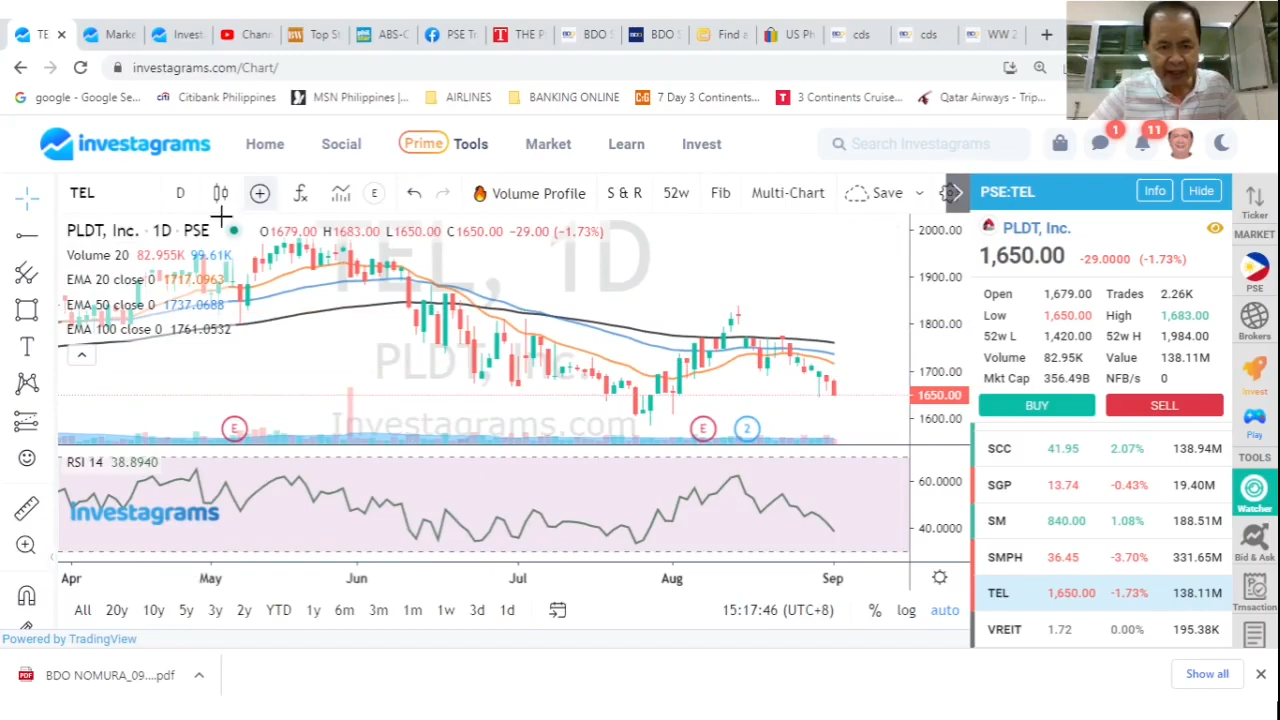 TE
Marke
Invest
Chann
Top St
ABS-C
PSE Te
THE P
BDO S
BDO S
Find a
US Ph
cds
cds
WW 2
investagrams.com/Chart/
google - Google Se...
Citibank Philippines
MSN Philippines |...
AIRLINES
BANKING ONLINE
7 Day 3 Continents...
3 Continents Cruise...
Qatar Airways - Trip...
investagrams
Home
Social
Prime Tools
Market
Learn
Invest
Search Investagrams
1
11
TEL
D
E
Volume Profile
S & R
52w
Fib
Multi-Chart
Save
PSE:TEL
Info
Hide
Ticker
MARKET
PSE
Brokers
Invest
Play
TOOLS
Watcher
Bid & Ask
Trnsaction
TEL, 1D
PLDT, Inc.
Investagrams.com
PLDT, Inc. · 1D · PSE
O1679.00 H1683.00 L1650.00 C1650.00 -29.00 (-1.73%)
Volume 20 82.955K 99.61K
EMA 20 close 0 1717.0963
EMA 50 close 0 1737.0688
EMA 100 close 0 1761.0532
2000.00
1900.00
1800.00
1700.00
1650.00
1600.00
E
E
2
RSI 14 38.8940
investagrams
60.0000
40.0000
Apr
May
Jun
Jul
Aug
Sep
All 20y 10y 5y 3y 2y YTD 1y 6m 3m 1m 1w 3d 1d
15:17:46 (UTC+8)
% log auto
PLDT, Inc.
1,650.00 -29.0000 (-1.73%)
Open 1,679.00 Trades 2.26K
Low 1,650.00 High 1,683.00
52w L 1,420.00 52w H 1,984.00
Volume 82.95K Value 138.11M
Mkt Cap 356.49B NFB/s 0
BUY
SELL
SCC 41.95 2.07% 138.94M
SGP 13.74 -0.43% 19.40M
SM 840.00 1.08% 188.51M
SMPH 36.45 -3.70% 331.65M
TEL 1,650.00 -1.73% 138.11M
VREIT 1.72 0.00% 195.38K
Powered by TradingView
BDO NOMURA_09....pdf
Show all